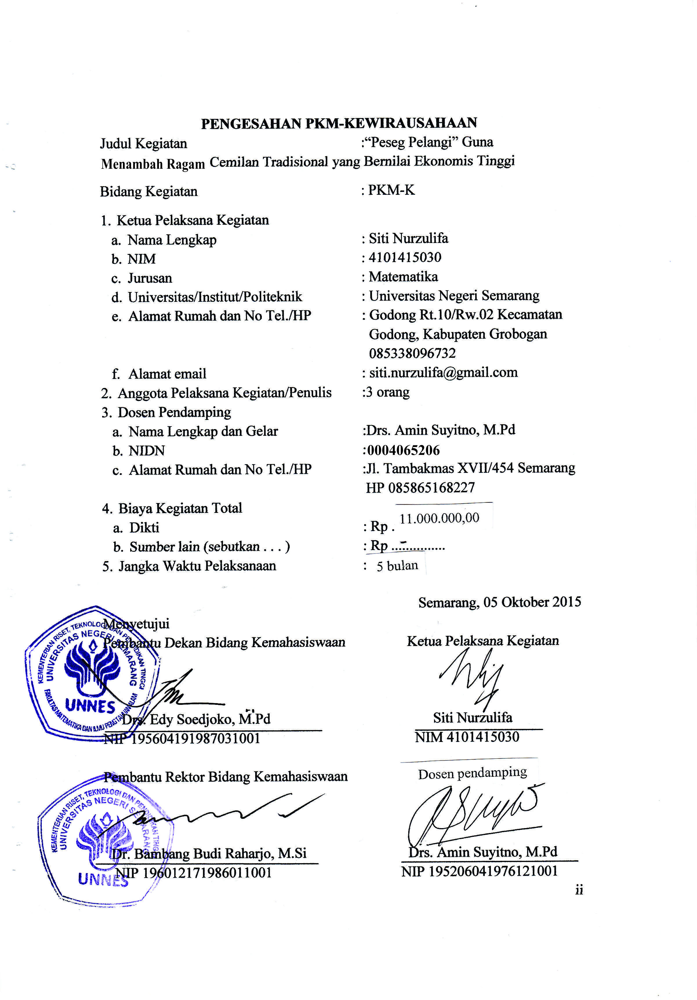 PENGESAHAN PKM-KEWIRAUSAHAAN
Judul Kegiatan :“Peseg Pelangi” Guna
Menambah Ragam Cemilan Tradisional yang Bernilai Ekonomis Tinggi
Bidang Kegiatan : PKM-K
1. Ketua Pelaksana Kegiatan
a. Nama Lengkap : Siti Nurzulifa
b. NIM : 4101415030
c. Jurusan : Matematika
d. Universitas/Institut/Politeknik : Universitas Negeri Semarang
e. Alamat Rumah dan No Tel./HP : Godong Rt.10/Rw.02 Kecamatan
Godong, Kabupaten Grobogan
085338096732
f. Alamat email : siti.nurzulifa@gmail.com
2. Anggota Pelaksana Kegiatan/Penulis :3 orang
3. Dosen Pendamping
a. Nama Lengkap dan Gelar :Drs. Amin Suyitno, M.Pd
b. NIDN :0004065206
c. Alamat Rumah dan No Tel./HP :Jl. Tambakmas XVII/454 Semarang
HP 085865168227
4. Biaya Kegiatan Total
a. Dikti : Rp . 11.000.000,00
b. Sumber lain (sebutkan . . . ) : Rp ..-............
5. Jangka Waktu Pelaksanaan : 5 bulan
Semarang, 05 Oktober 2015
Menyetujui
Pembantu Dekan Bidang Kemahasiswaan Ketua Pelaksana Kegiatan
KEMENTERIAN RISET, TEKNOLOGI, DAN PENDIDIKAN TINGGI
UNIVERSITAS NEGERI SEMARANG
UNNES
FAKULTAS MATEMATIKA DAN ILMU PENGTAHUAN ALAM
Drs. Edy Soedjoko, M.Pd Siti Nurzulifa
NIP 195604191987031001 NIM 4101415030
Pembantu Rektor Bidang Kemahasiswaan Dosen pendamping
KEMENTERIAN RISET, TEKNOLOGI DAN PENDIDIKAN TINGGI
UNIVERSITAS NEGERI SEMARANG
Dr. Bambang Budi Raharjo, M.Si Drs. Amin Suyitno, M.Pd
NIP 196012171986011001 NIP 195206041976121001
UNNES
ii